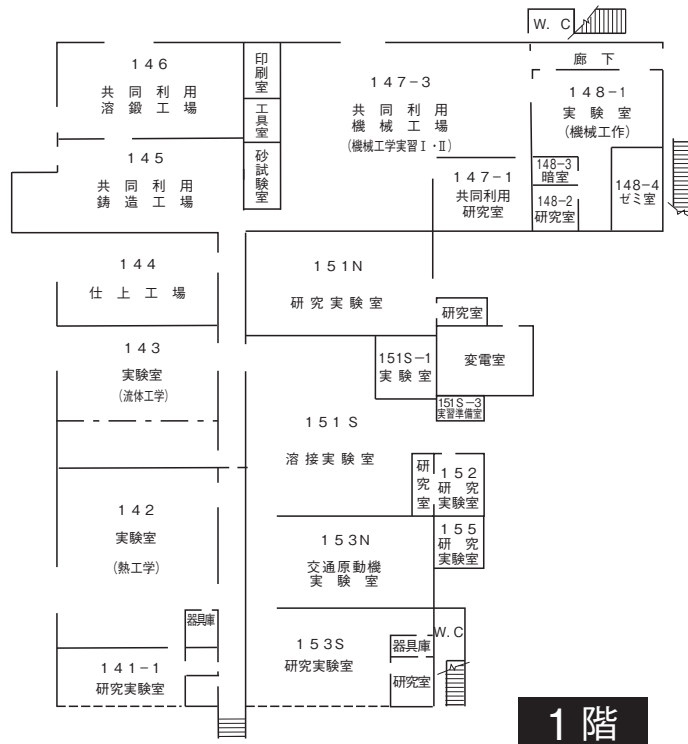 W. C
廊下
146
共同利用
溶鍛工場
印刷室
工具室
砂試験室
147-3
共同利用
機械工場
(機械工学実習Ⅰ・Ⅱ)
148-1
実験室
(機械工作)
145
共同利用
鋳造工場
147-1
共同利用
研究室
148-3
暗室
148-2
研究室
148-4
ゼミ室
144
仕上工場
151N
研究実験室
研究室
変電室
143
実験室
(流体工学)
151S-1
実験室
151S-3
実習準備室
151S
溶接実験室
研究室
152
研究
実験室
142
実験室
(熱工学)
153N
交通原動機
実験室
155
研究
実験室
器具庫
153S
研究実験室
器具庫
W. C
研究室
141-1
研究実験室
1階